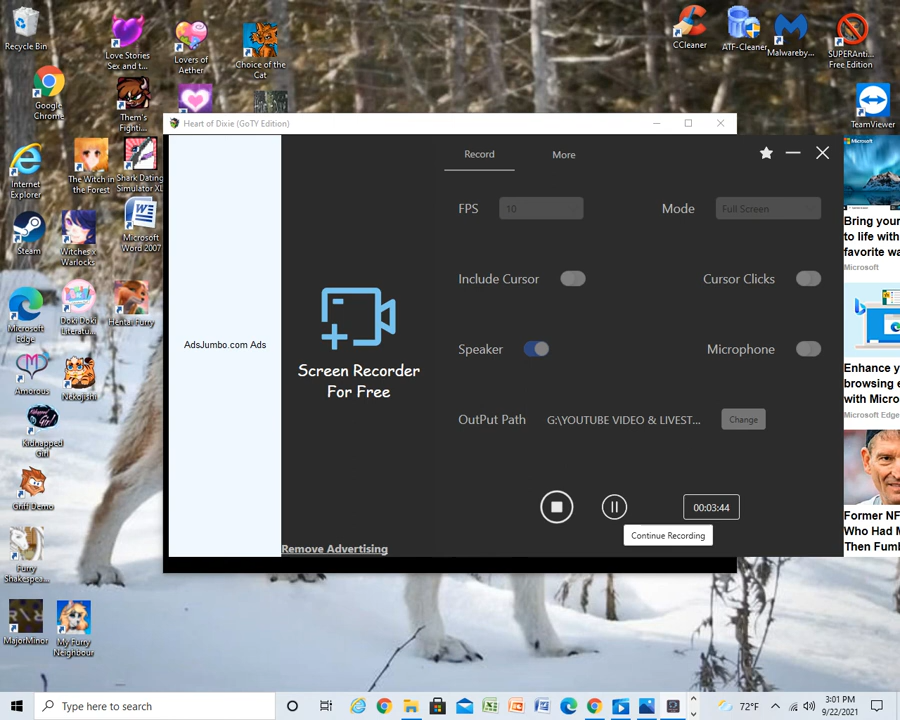 Recycle Bin
Love Stories
Sex and t...
Lovers of
Aether
Choice of the
Cat
CCleaner
ATF-Cleaner
Malwareby...
SUPERAnti...
Free Edition
Google
Chrome
Them's
Fightin...
TeamViewer
Heart of Dixie (GoTY Edition)
Record
More
Internet
Explorer
The Witch in
the Forest
Shark Dating
Simulator XL
Microsoft
FPS
10
Mode
Full Screen
Steam
Witches x
Warlocks
Microsoft
Word 2007
Bring your
to life with
favorite wa
Microsoft
Include Cursor
Cursor Clicks
Microsoft
Edge
Doki Doki
Literatu...
Hentai Furry
AdsJumbo.com Ads
Speaker
Microphone
Screen Recorder
For Free
Enhance y
browsing e
with Micro
Microsoft Edge
Amorous
Nekojishi
OutPut Path
G:\YOUTUBE VIDEO & LIVEST...
Change
Kidnapped
Girl
Griff Demo
00:03:44
Continue Recording
Former NF
Who Had M
Then Fumb
Remove Advertising
Furry
Shakespea...
MajorMinor
My Furry
Neighbour
Type here to search
72°F
3:01 PM
9/22/2021